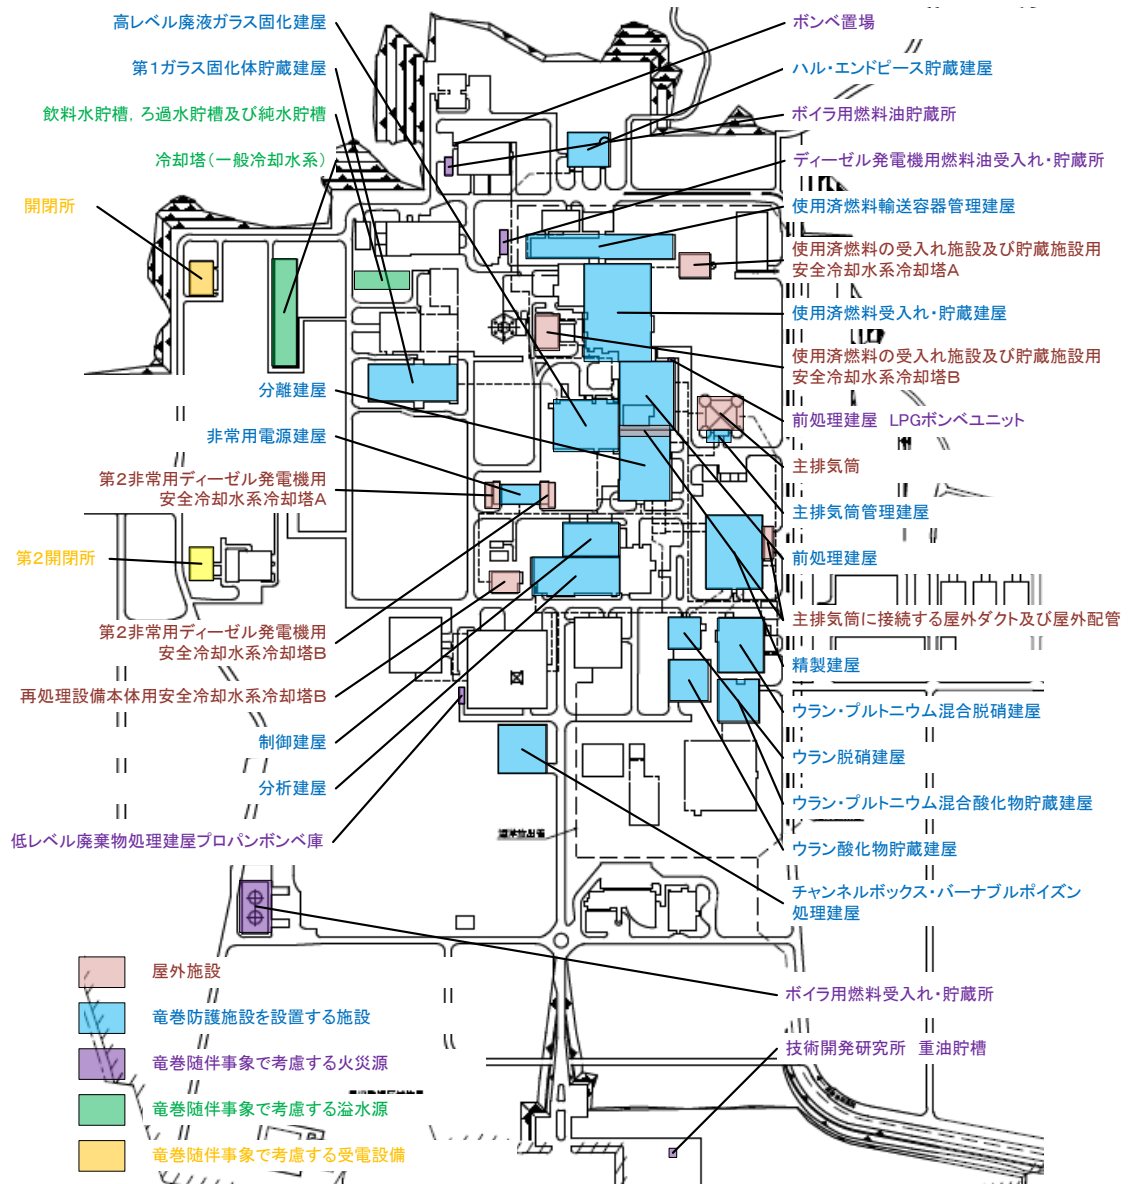 高レベル廃液ガラス固化建屋
第1ガラス固化体貯蔵建屋
飲料水貯槽, ろ過水貯槽及び純水貯槽
冷却塔(一般冷却水系)
開閉所
分離建屋
非常用電源建屋
第2非常用ディーゼル発電機用
安全冷却水系冷却塔A
第2開閉所
第2非常用ディーゼル発電機用
安全冷却水系冷却塔B
再処理設備本体用安全冷却水系冷却塔B
制御建屋
分析建屋
低レベル廃棄物処理建屋プロパンボンベ庫
ボンベ置場
ハル・エンドピース貯蔵建屋
ボイラ用燃料油貯蔵所
ディーゼル発電機用燃料油受入れ・貯蔵所
使用済燃料輸送容器管理建屋
使用済燃料の受入れ施設及び貯蔵施設用
安全冷却水系冷却塔A
使用済燃料受入れ・貯蔵建屋
使用済燃料の受入れ施設及び貯蔵施設用
安全冷却水系冷却塔B
前処理建屋 LPGボンベユニット
主排気筒
主排気筒管理建屋
前処理建屋
主排気筒に接続する屋外ダクト及び屋外配管
精製建屋
ウラン・プルトニウム混合脱硝建屋
ウラン脱硝建屋
ウラン・プルトニウム混合酸化物貯蔵建屋
ウラン酸化物貯蔵建屋
チャンネルボックス・バーナブルポイズン
処理建屋
ボイラ用燃料受入れ・貯蔵所
技術開発研究所 重油貯槽
屋外施設
竜巻防護施設を設置する施設
竜巻随伴事象で考慮する火災源
竜巻随伴事象で考慮する溢水源
竜巻随伴事象で考慮する受電設備